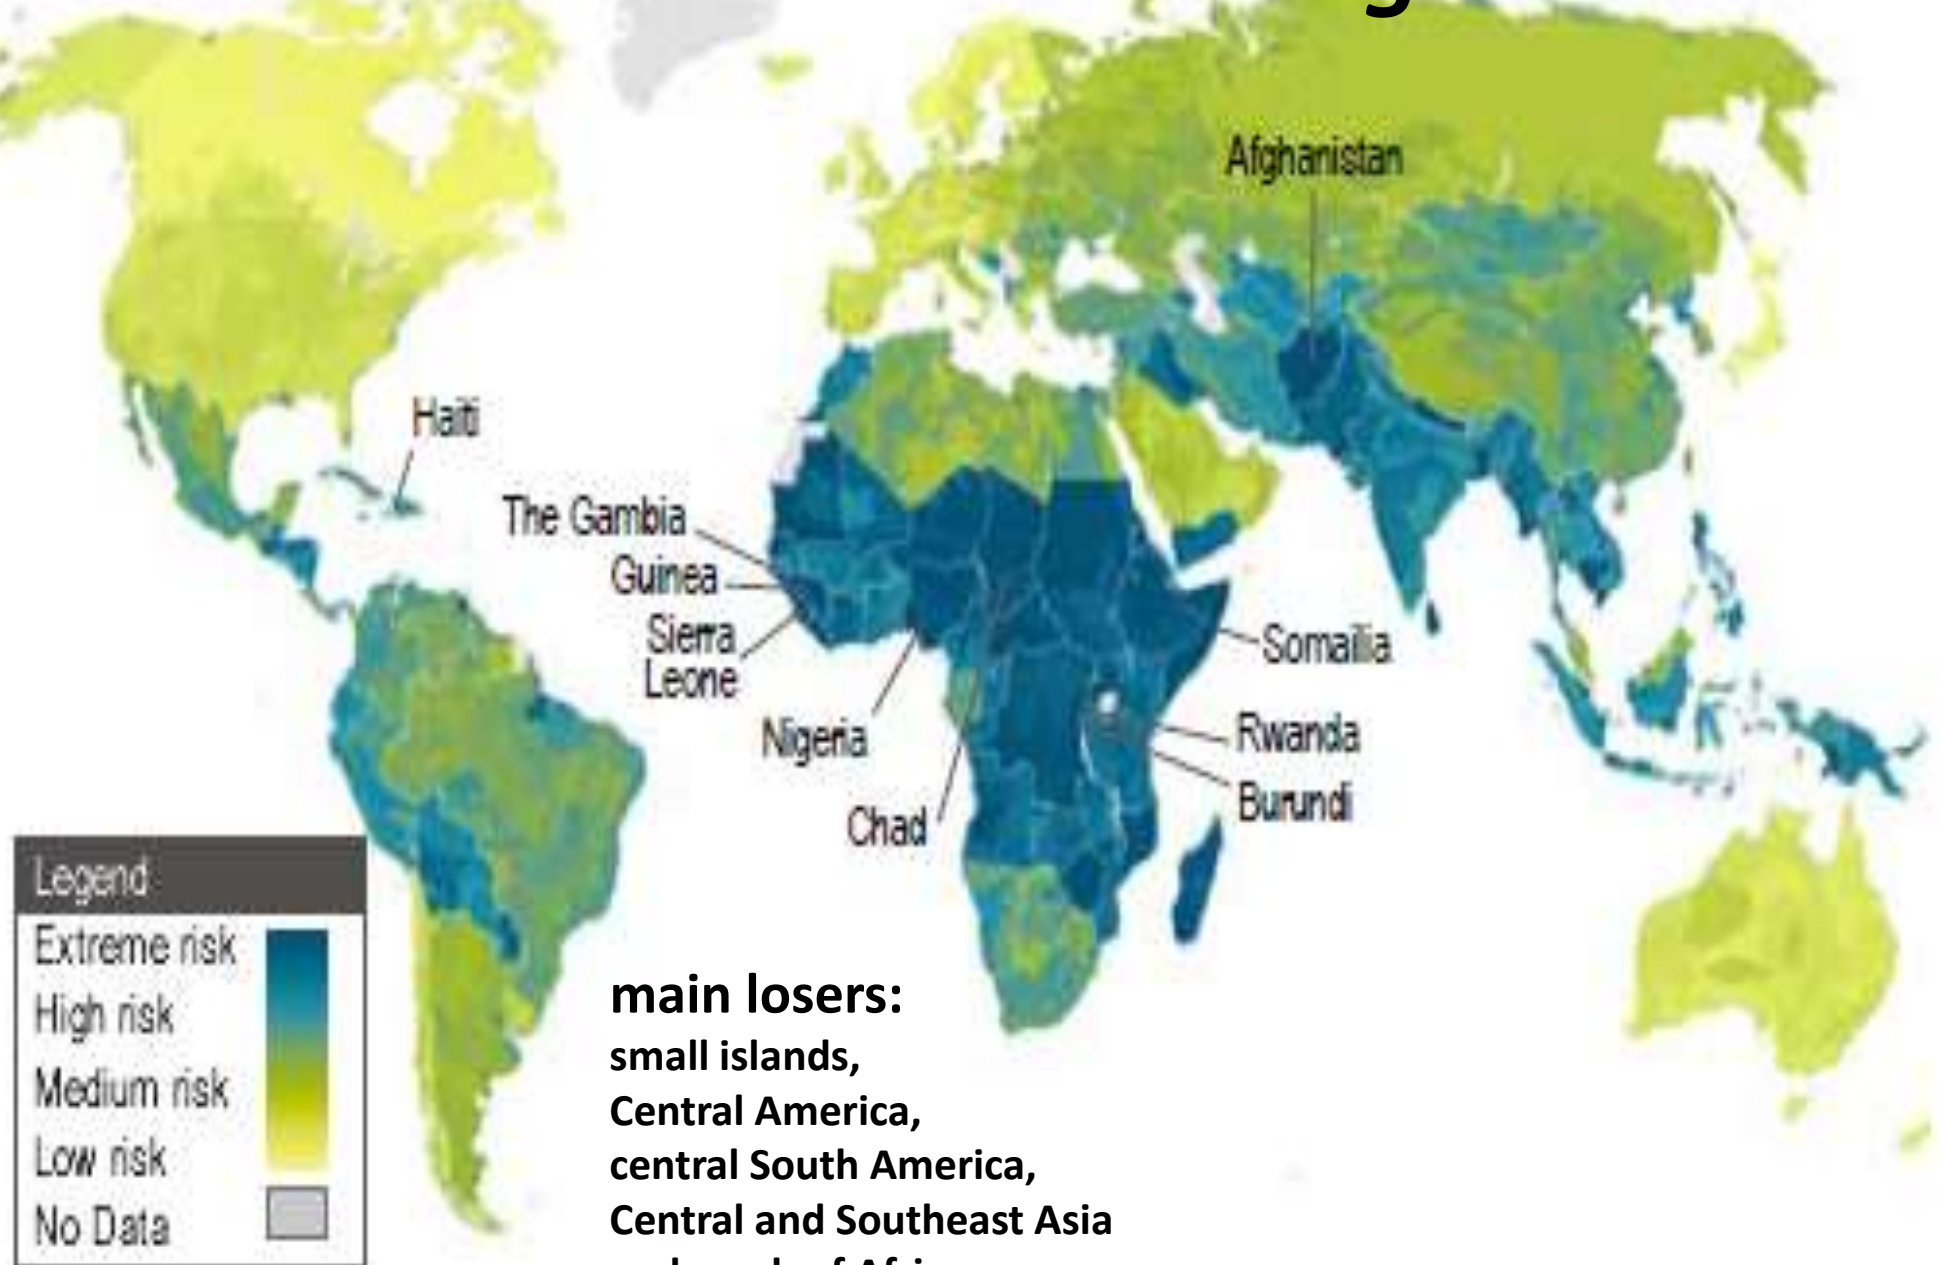 Afghanistan
Haiti
The Gambia
Guinea
Sierra
Leone
Nigeria
Chad
Somailia
Rwanda
Burundi
Legend
Extreme risk
High risk
Medium risk
Low risk
No Data
main losers:
small islands,
Central America,
central South America,
Central and Southeast Asia